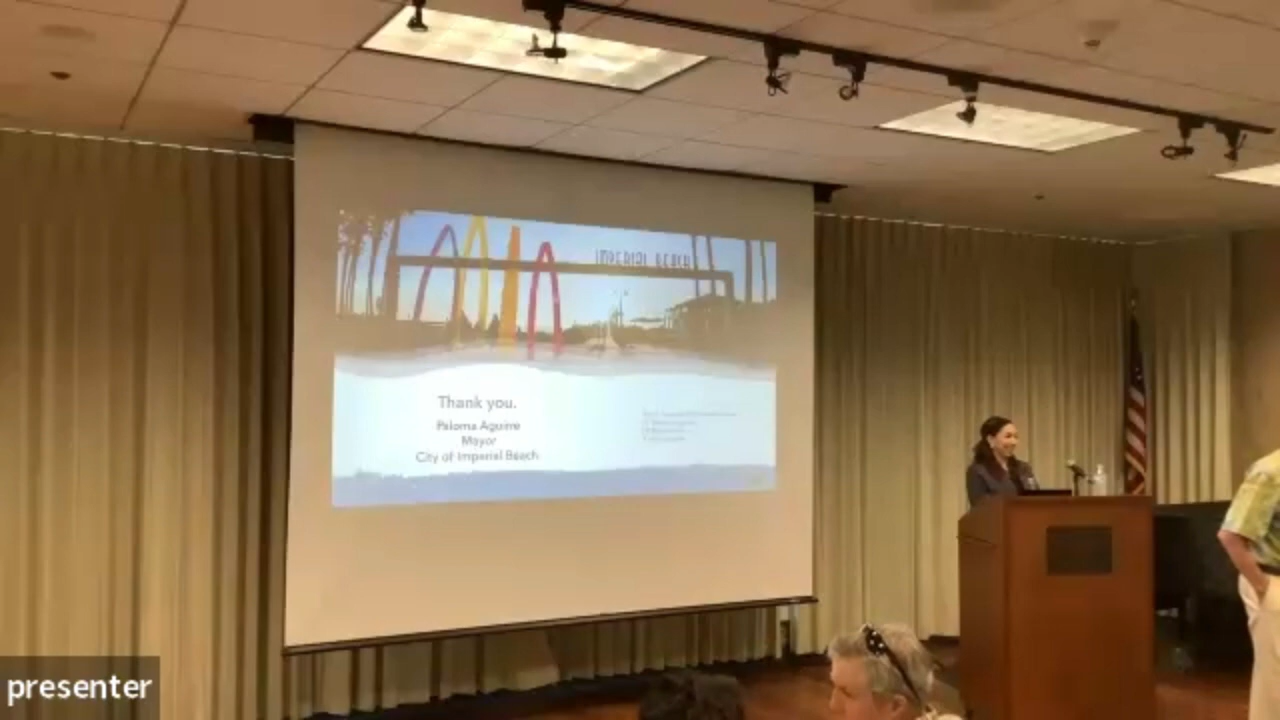 IMPERIAL BEACH
Thank you.
Paloma Aguirre
Mayor
City of Imperial Beach
presenter